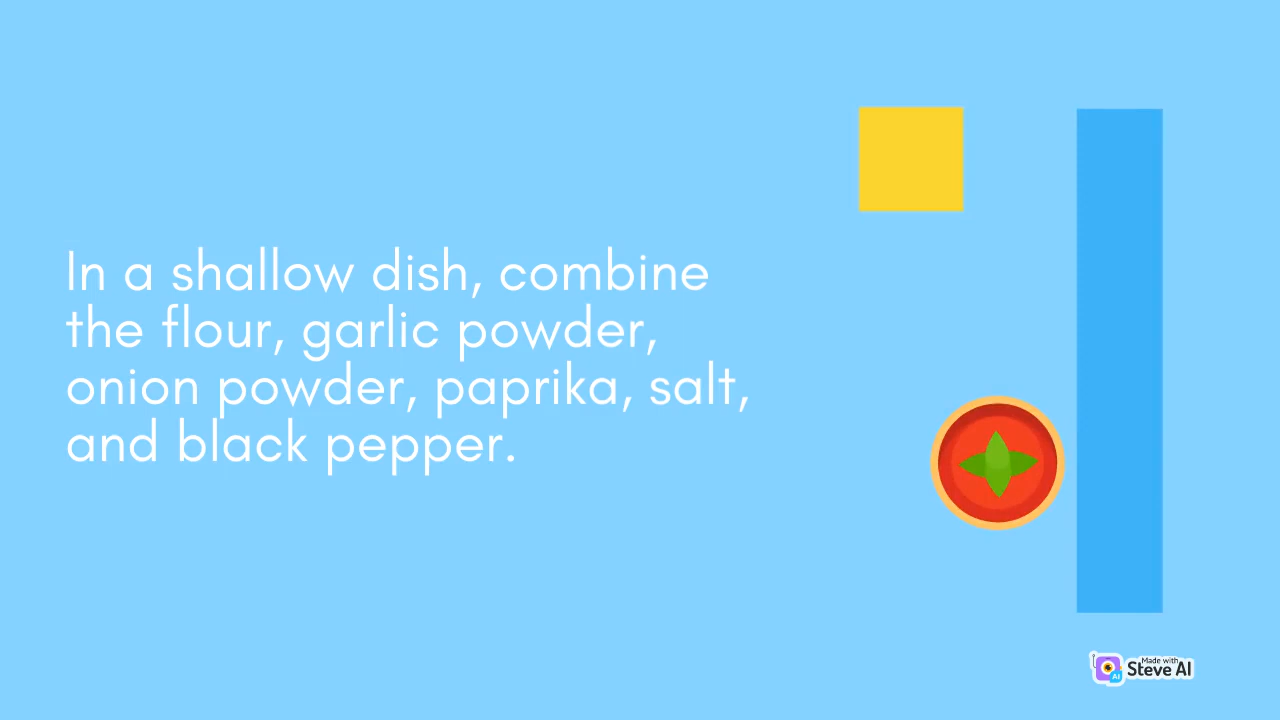 In a shallow dish, combine
the flour, garlic powder,
onion powder, paprika, salt,
and black pepper.
Made with
Steve AI
AI